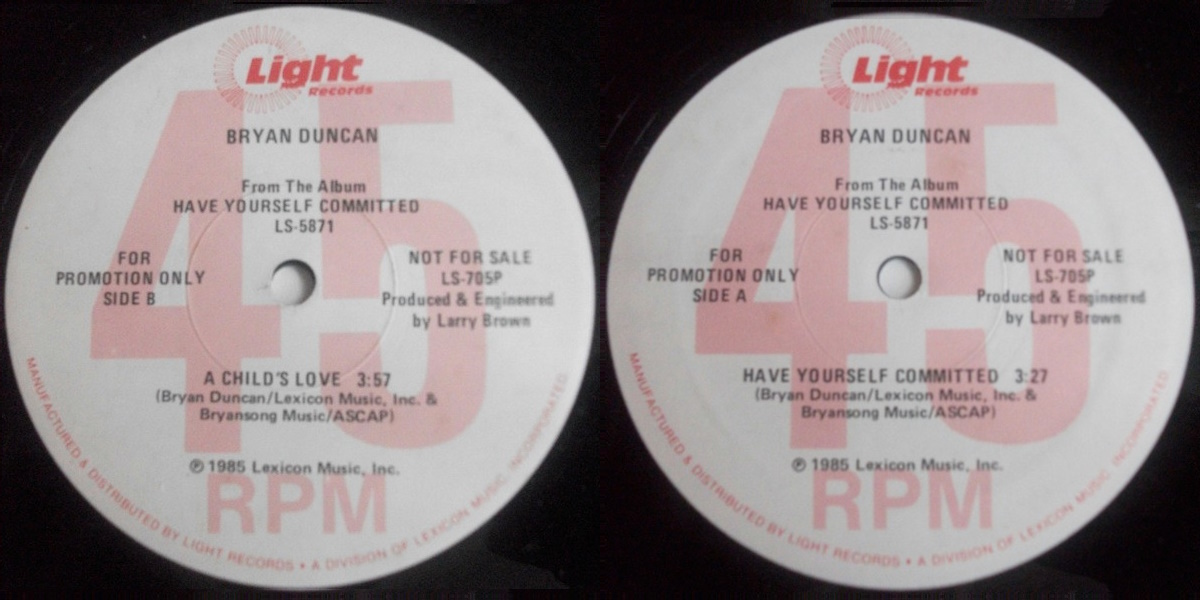 Light
Records
BRYAN DUNCAN
From The Album
HAVE YOURSELF COMMITTED
LS-5871
FOR
PROMOTION ONLY
SIDE B
NOT FOR SALE
LS-705P
Produced & Engineered
by Larry Brown
A CHILD'S LOVE 3:57
(Bryan Duncan/Lexicon Music, Inc. &
Bryansong Music/ASCAP)
℗ 1985 Lexicon Music, Inc.
45
RPM
MANUFACTURED & DISTRIBUTED BY LIGHT RECORDS • A DIVISION OF LEXICON MUSIC, INCORPORATED
Light
Records
BRYAN DUNCAN
From The Album
HAVE YOURSELF COMMITTED
LS-5871
FOR
PROMOTION ONLY
SIDE A
NOT FOR SALE
LS-705P
Produced & Engineered
by Larry Brown
HAVE YOURSELF COMMITTED 3:27
(Bryan Duncan/Lexicon Music, Inc. &
Bryansong Music/ASCAP)
℗ 1985 Lexicon Music, Inc.
45
RPM
MANUFACTURED & DISTRIBUTED BY LIGHT RECORDS • A DIVISION OF LEXICON MUSIC, INCORPORATED